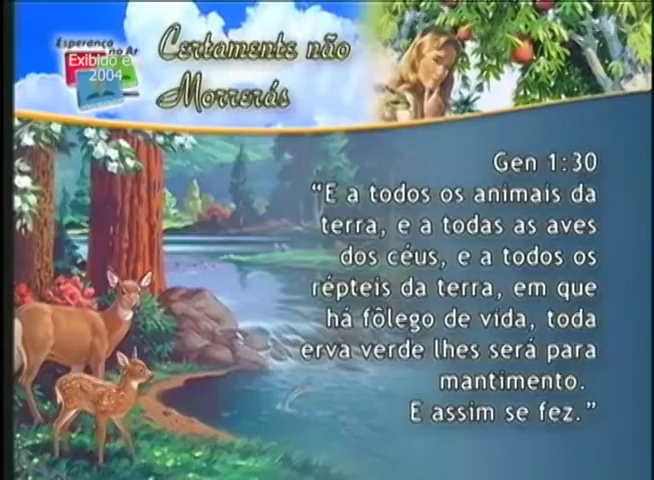 Esperança
no Ar
Exibido e
2004
Certamente não
Morrerás
Gen 1:30
“E a todos os animais da
terra, e a todas as aves
dos céus, e a todos os
répteis da terra, em que
há fôlego de vida, toda
erva verde lhes será para
mantimento.
E assim se fez.”